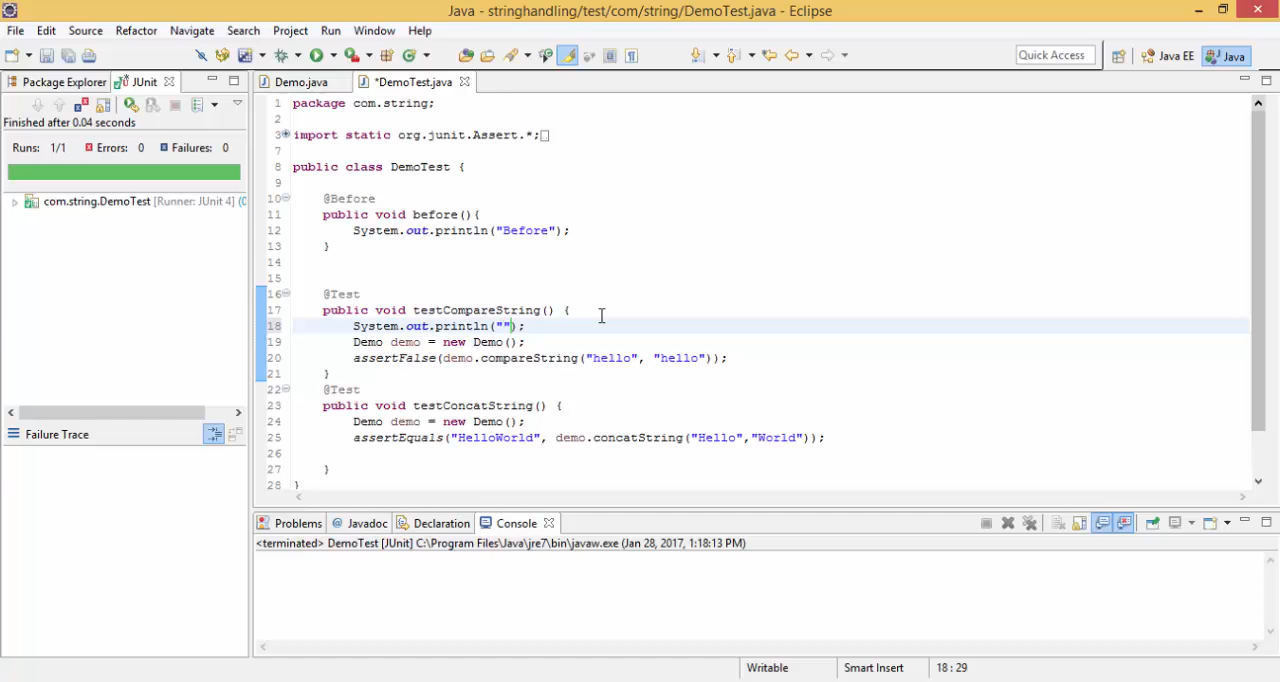 Java - stringhandling/test/com/string/DemoTest.java - Eclipse
File Edit Source Refactor Navigate Search Project Run Window Help
Quick Access Java EE Java
Package Explorer JUnit Demo.java *DemoTest.java
Finished after 0.04 seconds
Runs: 1/1 Errors: 0 Failures: 0
com.string.DemoTest [Runner: JUnit 4] (0
Failure Trace
1 package com.string;
2
3 import static org.junit.Assert.*;
7
8 public class DemoTest {
9
10 @Before
11 public void before(){
12 System.out.println("Before");
13 }
14
15
16 @Test
17 public void testCompareString() {
18 System.out.println("");
19 Demo demo = new Demo();
20 assertFalse(demo.compareString("hello", "hello"));
21 }
22 @Test
23 public void testConcatString() {
24 Demo demo = new Demo();
25 assertEquals("HelloWorld", demo.concatString("Hello","World"));
26
27 }
28 }
Problems @ Javadoc Declaration Console
<terminated> DemoTest [JUnit] C:\Program Files\Java\jre7\bin\javaw.exe (Jan 28, 2017, 1:18:13 PM)
Writable Smart Insert 18 : 29